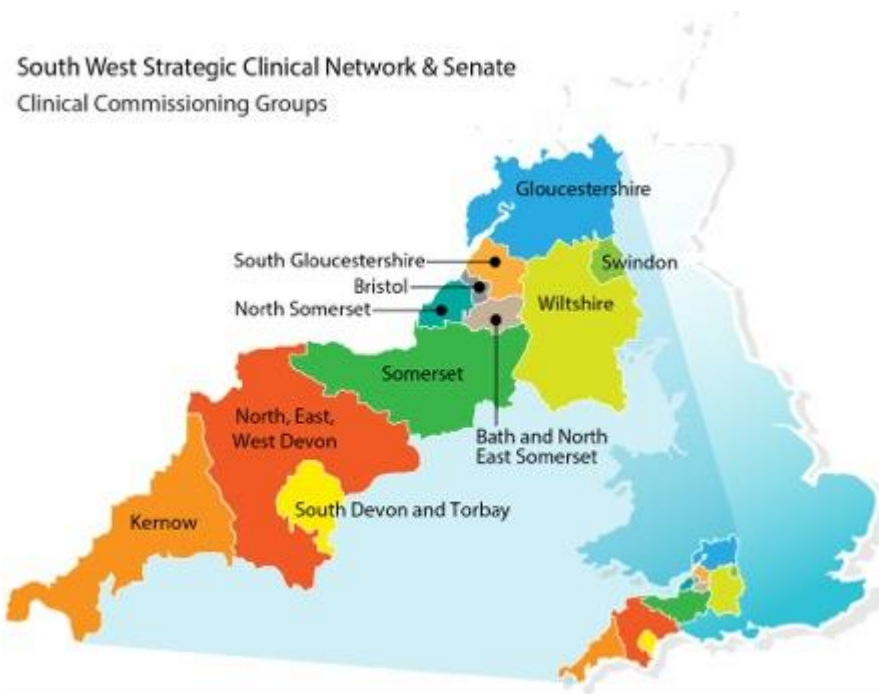 South West Strategic Clinical Network & Senate
Clinical Commissioning Groups
Gloucestershire
South Gloucestershire
Swindon
Bristol
North Somerset
Wiltshire
Somerset
North, East,
West Devon
Bath and North
East Somerset
South Devon and Torbay
Kernow